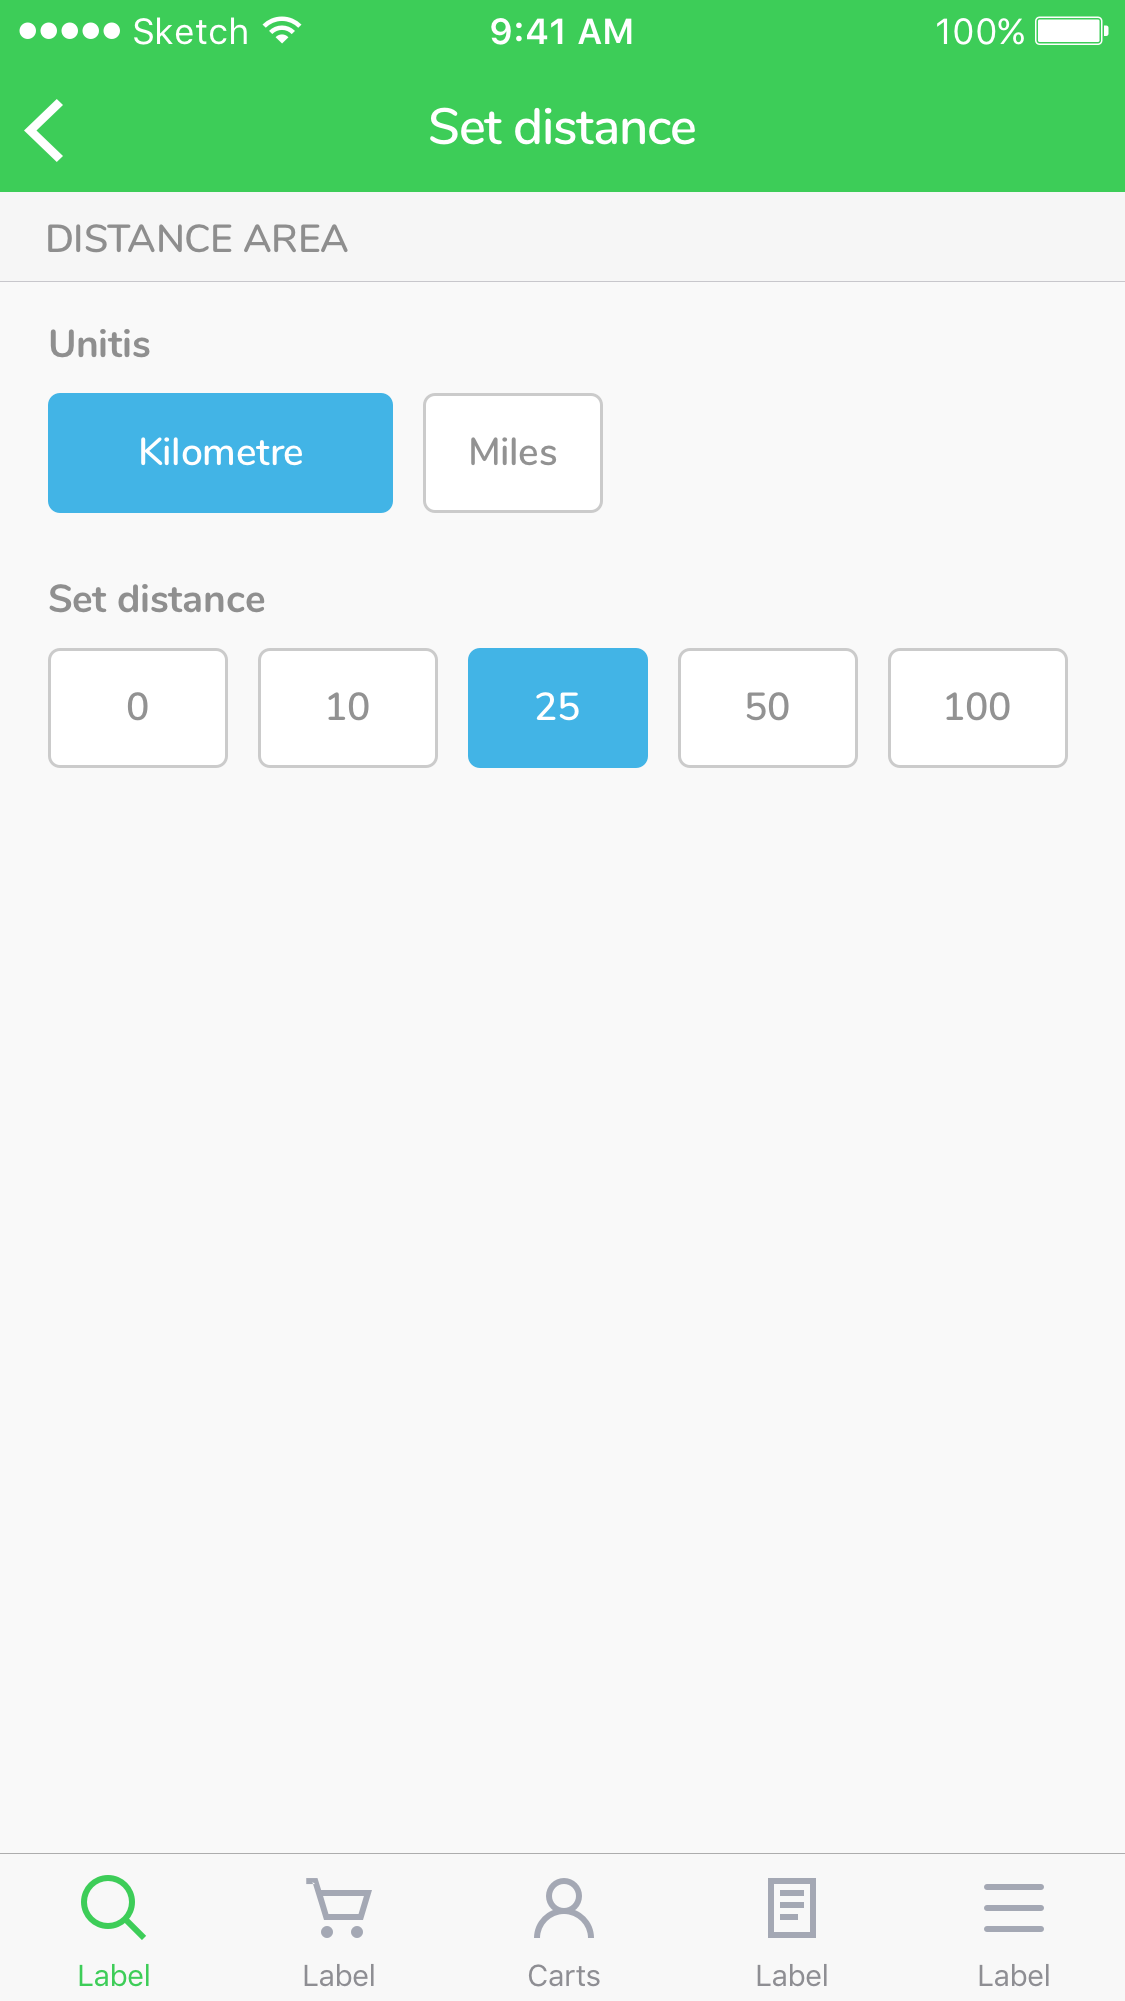 Sketch 9:41 AM 100%
Set distance
DISTANCE AREA
Unitis
Kilometre Miles
Set distance
0 10 25 50 100
Label Label Carts Label Label